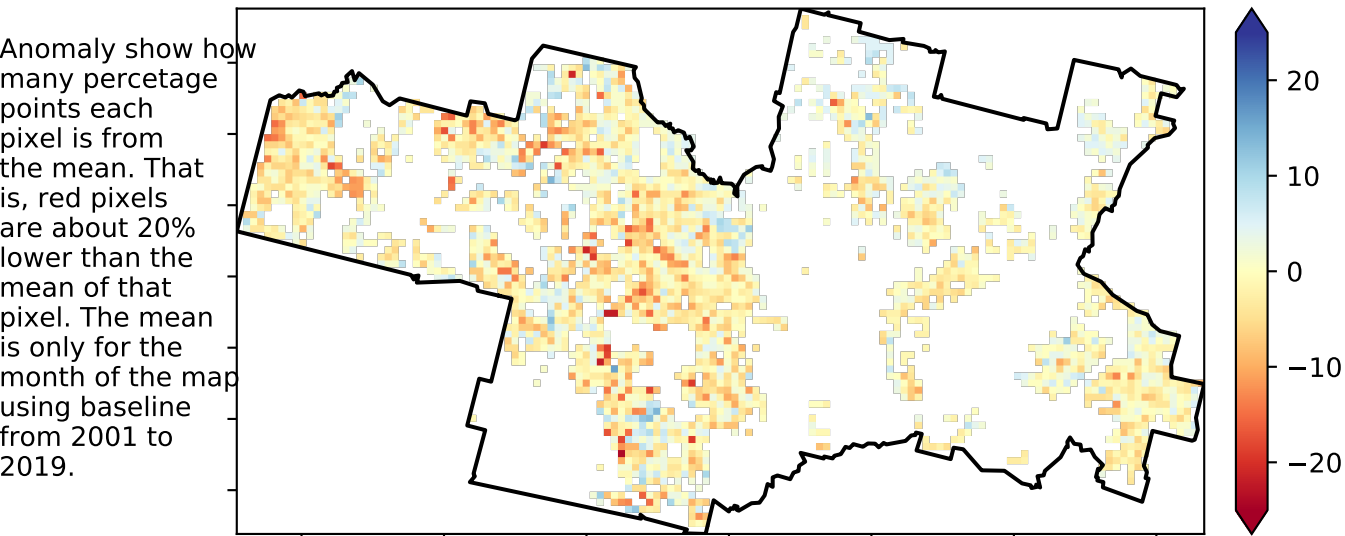 Anomaly show how
many percetage
points each
pixel is from
the mean. That
is, red pixels
are about 20%
lower than the
mean of that
pixel. The mean
is only for the
month of the map
using baseline
from 2001 to
2019.
20
10
0
−10
−20